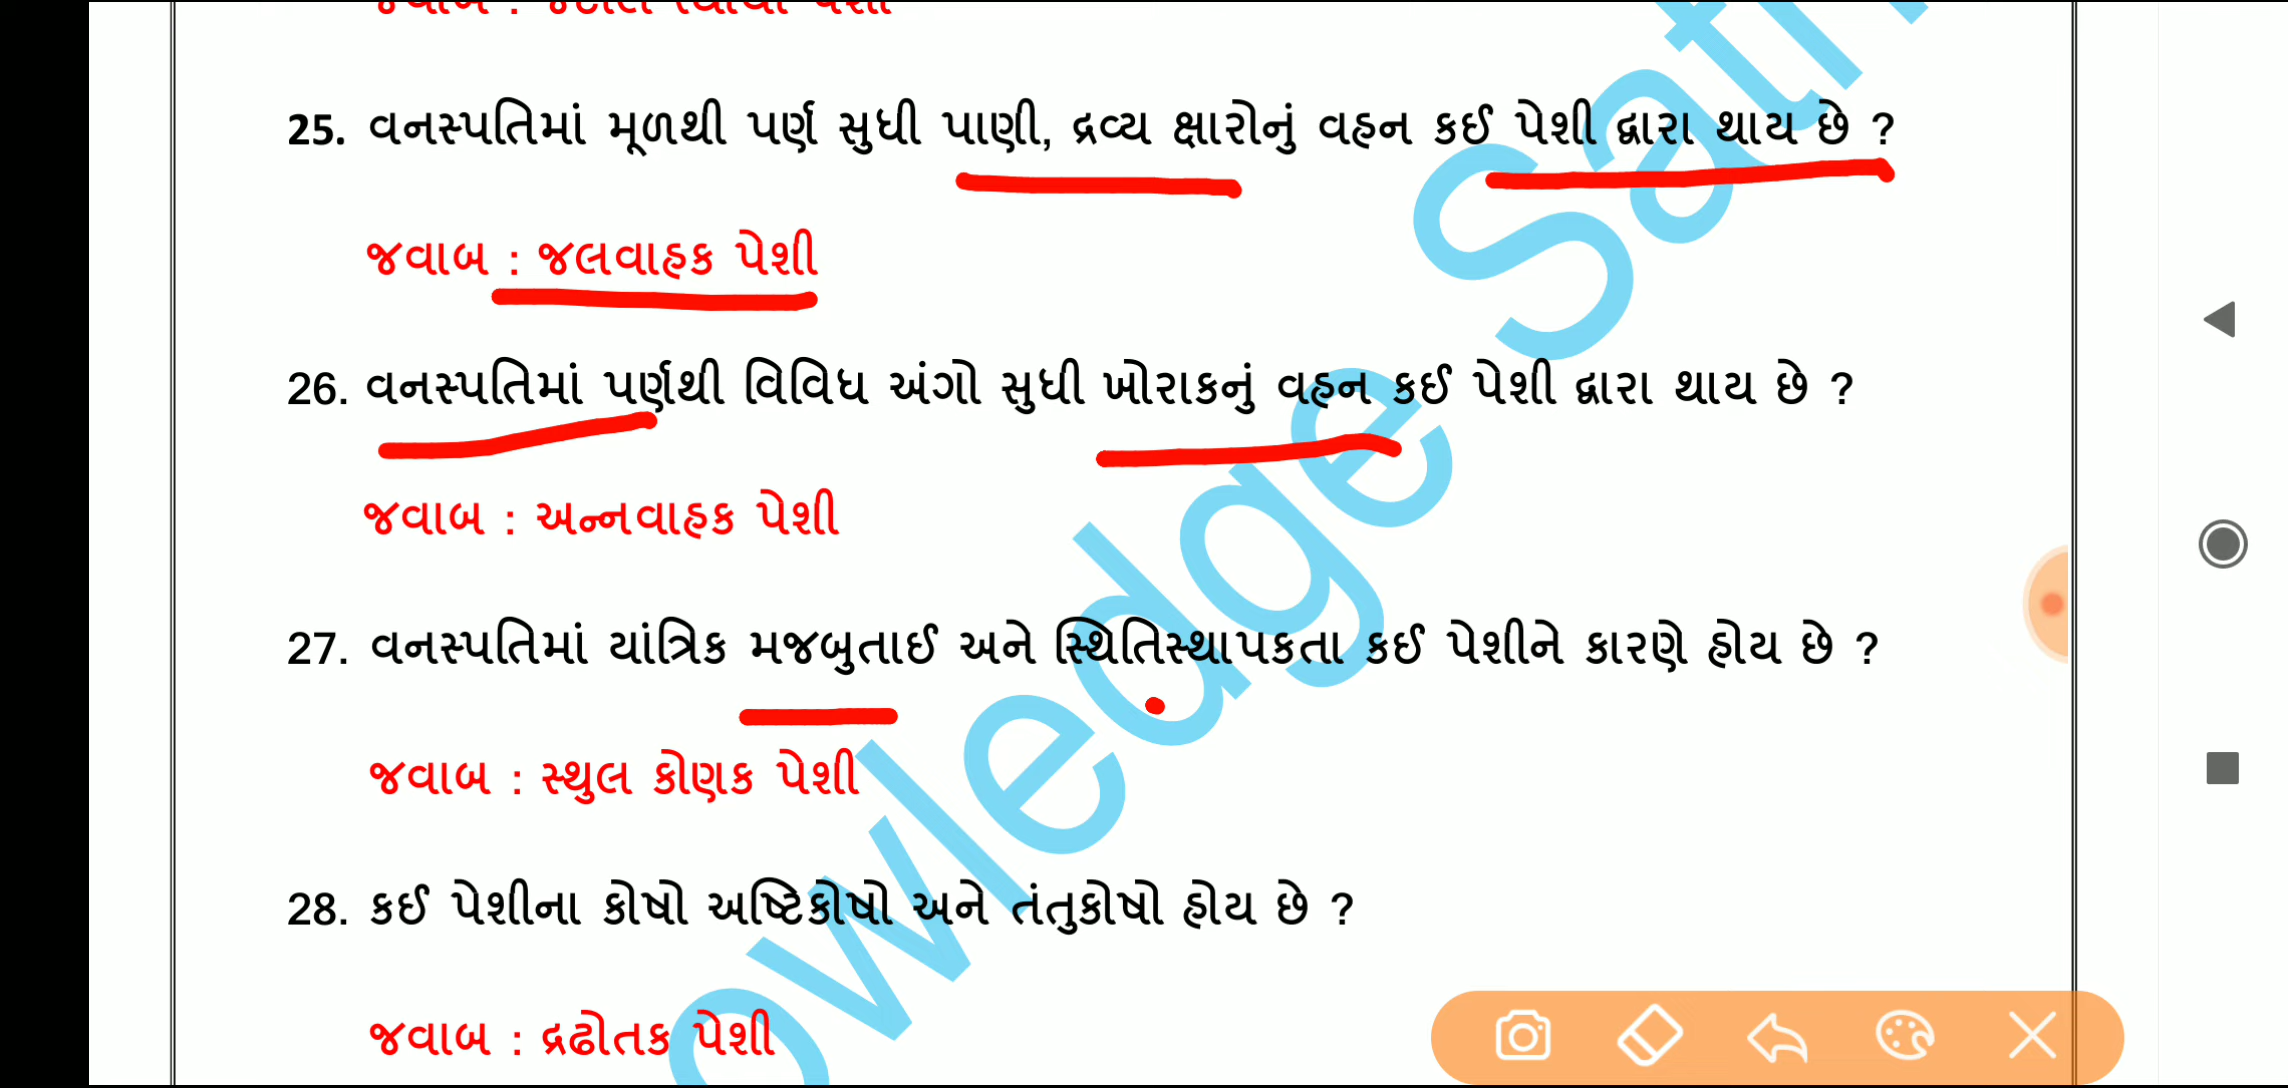 25. વનસ્પતિમાં મૂળથી પર્ણ સુધી પાણી, દ્રવ્ય ક્ષારોનું વહન કઈ પેશી દ્વારા થાય છે ?
જવાબ : જલવાહક પેશી
26. વનસ્પતિમાં પર્ણથી વિવિધ અંગો સુધી ખોરાકનું વહન કઈ પેશી દ્વારા થાય છે ?
જવાબ : અન્નવાહક પેશી
27. વનસ્પતિમાં યાંત્રિક મજબુતાઈ અને સ્થિતિસ્થાપકતા કઈ પેશીને કારણે હોય છે ?
જવાબ : સ્થુલ કોણક પેશી
28. કઈ પેશીના કોષો અષ્ટિકોષો અને તંતુકોષો હોય છે ?
જવાબ : દ્રઢોતક પેશી
owledge Sat